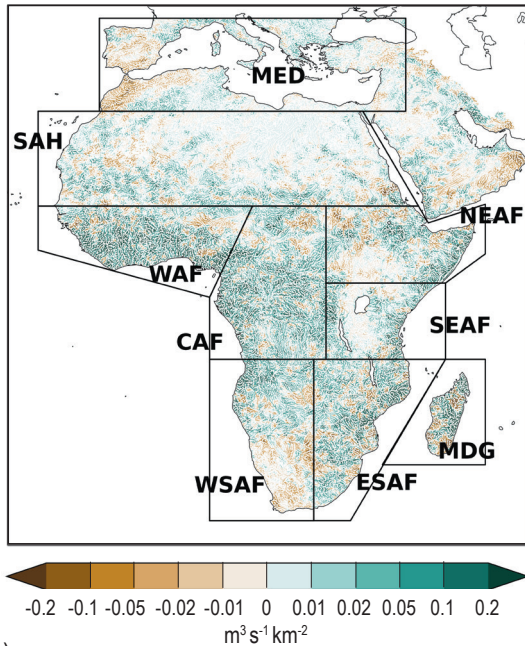 MED
SAH
NEAF
WAF
SEAF
CAF
MDG
WSAF
ESAF
-0.2 -0.1 -0.05 -0.02 -0.01 0 0.01 0.02 0.05 0.1 0.2
m³ s⁻¹ km⁻²
)